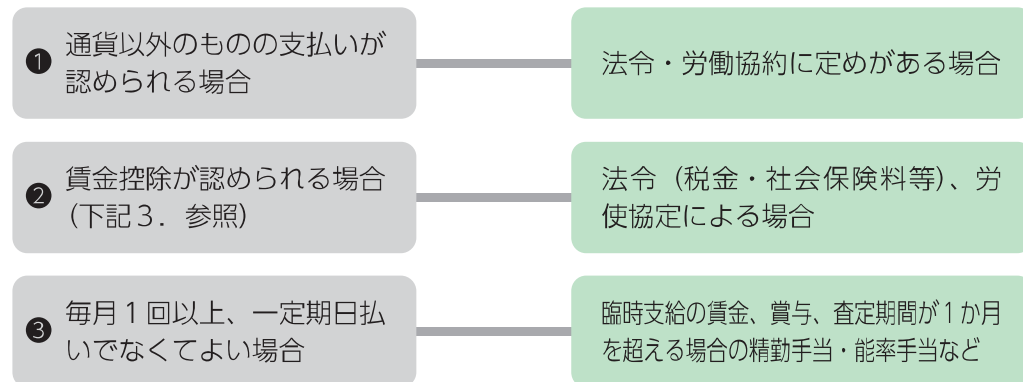 ❶ 通貨以外のものの支払いが
認められる場合
法令・労働協約に定めがある場合
❷ 賃金控除が認められる場合
（下記３．参照）
法令（税金・社会保険料等）、労
使協定による場合
❸ 毎月１回以上、一定期日払
いでなくてよい場合
臨時支給の賃金、賞与、査定期間が１か月
を超える場合の精勤手当・能率手当など